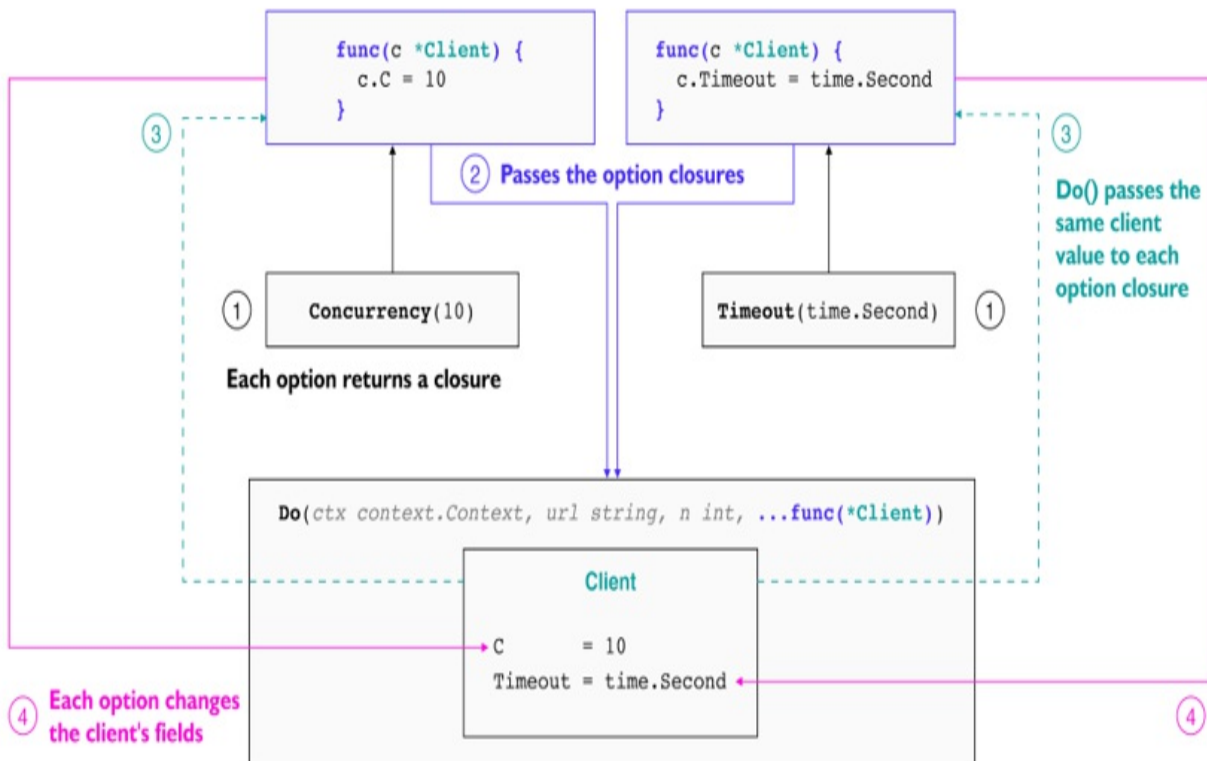 func(c *Client) {
c.C = 10
}
func(c *Client) {
c.Timeout = time.Second
}
3
2 Passes the option closures
3
Do() passes the
same client
value to each
option closure
1
Concurrency(10)
Timeout(time.Second)
1
Each option returns a closure
Do(ctx context.Context, url string, n int, ...func(*Client))
Client
C = 10
Timeout = time.Second
4 Each option changes
the client's fields
4